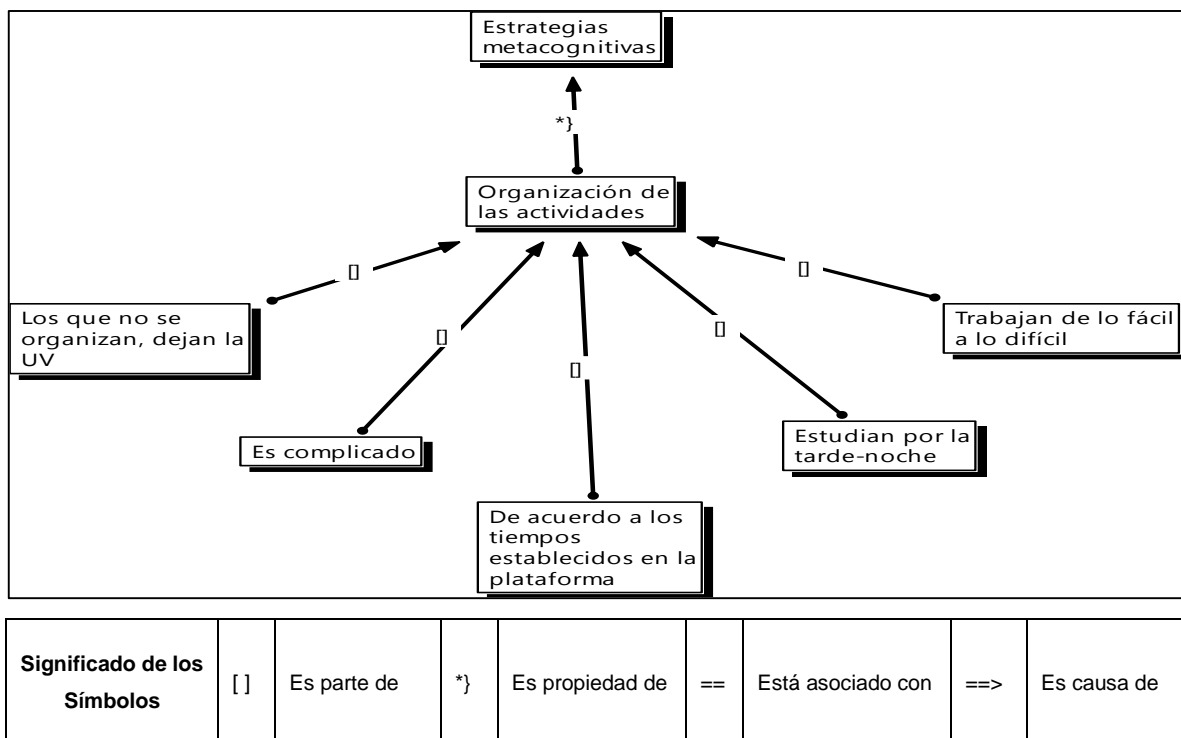 Estrategias
metacognitivas
*}
Organización de
las actividades
[]
[]
[]
[]
[]
Los que no se
organizan, dejan la
UV
Trabajan de lo fácil
a lo difícil
Es complicado
Estudian por la
tarde-noche
De acuerdo a los
tiempos
establecidos en la
plataforma
Significado de los
Símbolos
[ ]
Es parte de
*}
Es propiedad de
==
Está asociado con
==>
Es causa de